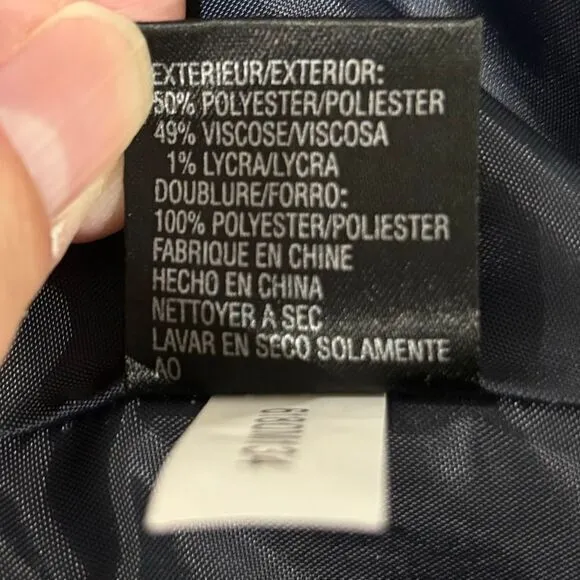 EXTERIEUR/EXTERIOR:
50% POLYESTER/POLIESTER
49% VISCOSE/VISCOSA
1% LYCRA/LYCRA
DOUBLURE/FORRO:
100% POLYESTER/POLIESTER
FABRIQUE EN CHINE
HECHO EN CHINA
NETTOYER A SEC
LAVAR EN SECO SOLAMENTE
AO